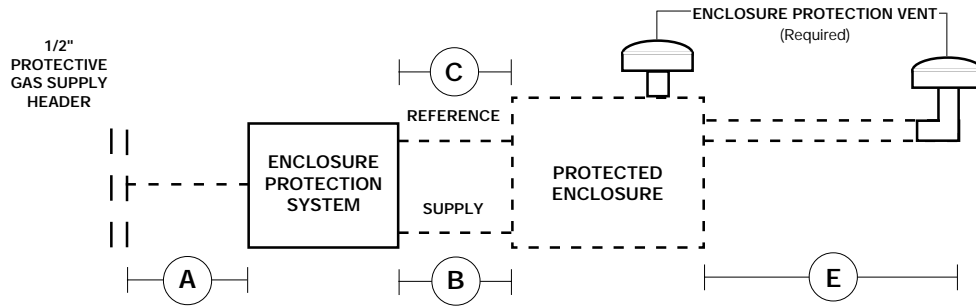 ENCLOSURE PROTECTION VENT
(Required)
1/2"
PROTECTIVE
GAS SUPPLY
HEADER
C
REFERENCE
ENCLOSURE
PROTECTION
SYSTEM
PROTECTED
ENCLOSURE
SUPPLY
A
B
E